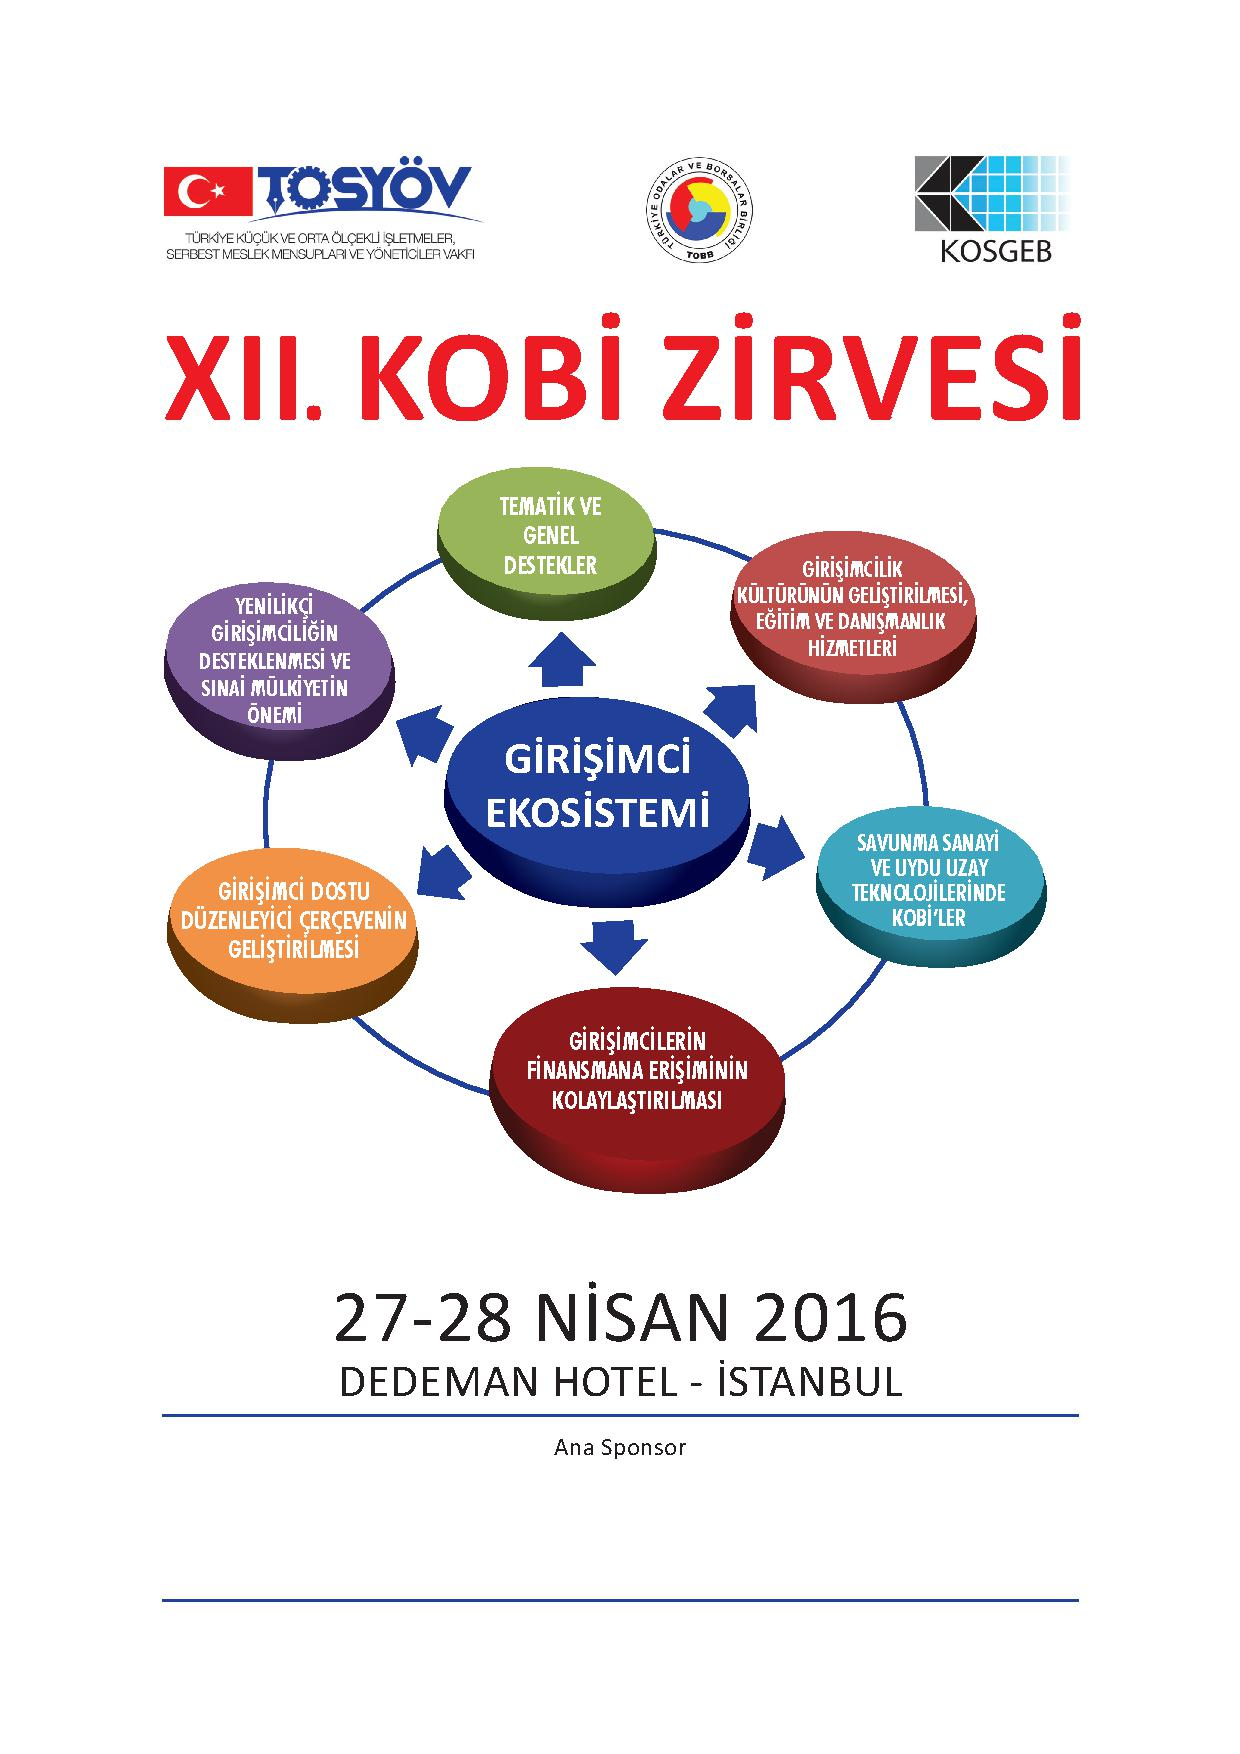 TOSYÖV
TÜRKİYE KÜÇÜK VE ORTA ÖLÇEKLİ İŞLETMELER,
SERBEST MESLEK MENSUPLARI VE YÖNETİCİLER VAKFI
TÜRKİYE ODALAR VE BORSALAR BİRLİĞİ
TOBB
KOSGEB
XII. KOBİ ZİRVESİ
TEMATİK VE
GENEL
DESTEKLER
GİRİŞİMCİLİK
KÜLTÜRÜNÜN GELİŞTİRİLMESİ,
EĞİTİM VE DANIŞMANLIK
HİZMETLERİ
YENİLİKÇİ
GİRİŞİMCİLİĞİN
DESTEKLENMESİ VE
SINAİ MÜLKİYETİN
ÖNEMİ
GİRİŞİMCİ
EKOSİSTEMİ
SAVUNMA SANAYİ
VE UYDU UZAY
TEKNOLOJİLERİNDE
KOBİ'LER
GİRİŞİMCİ DOSTU
DÜZENLEYİCİ ÇERÇEVENİN
GELİŞTİRİLMESİ
GİRİŞİMCİLERİN
FİNANSMANA ERİŞİMİNİN
KOLAYLAŞTIRILMASI
27-28 NİSAN 2016
DEDEMAN HOTEL - İSTANBUL
Ana Sponsor